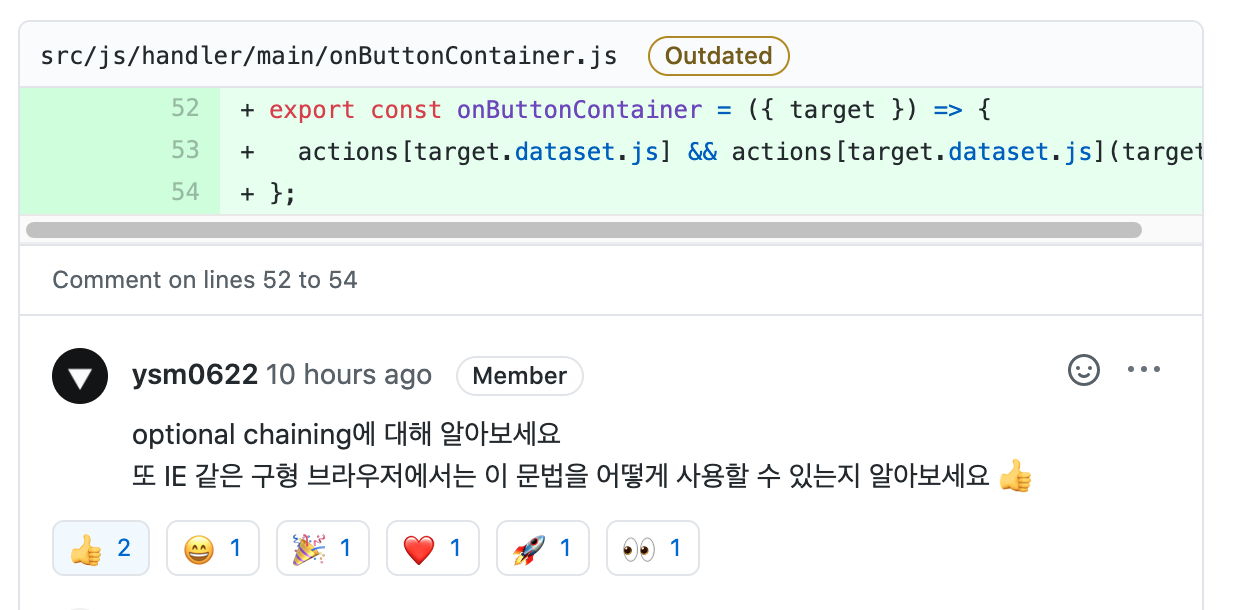 src/js/handler/main/onButtonContainer.js Outdated
52 + export const onButtonContainer = ({ target }) => {
53 + actions[target.dataset.js] && actions[target.dataset.js](target
54 + };
Comment on lines 52 to 54
ysm0622 10 hours ago Member
optional chaining에 대해 알아보세요
또 IE 같은 구형 브라우저에서는 이 문법을 어떻게 사용할 수 있는지 알아보세요 👍
👍 2 😄 1 🎉 1 ❤️ 1 🚀 1 👀 1